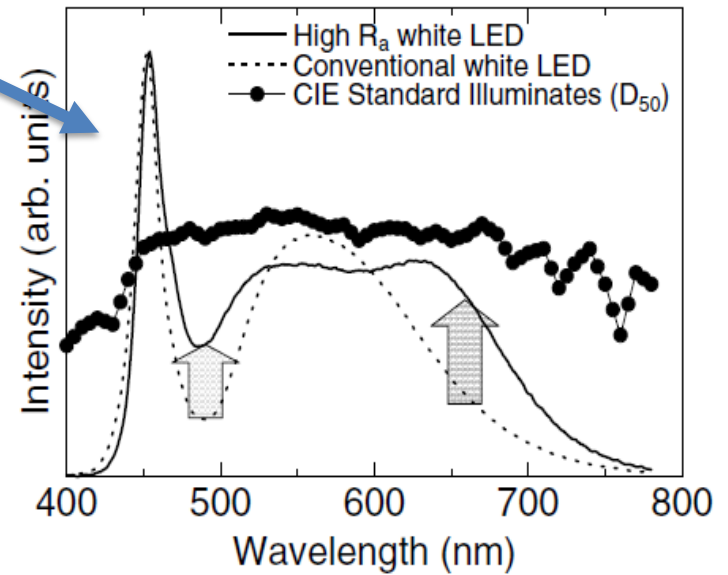 High Ra white LED
Conventional white LED
CIE Standard Illuminates (D50)
Intensity (arb. units)
400 500 600 700 800
Wavelength (nm)